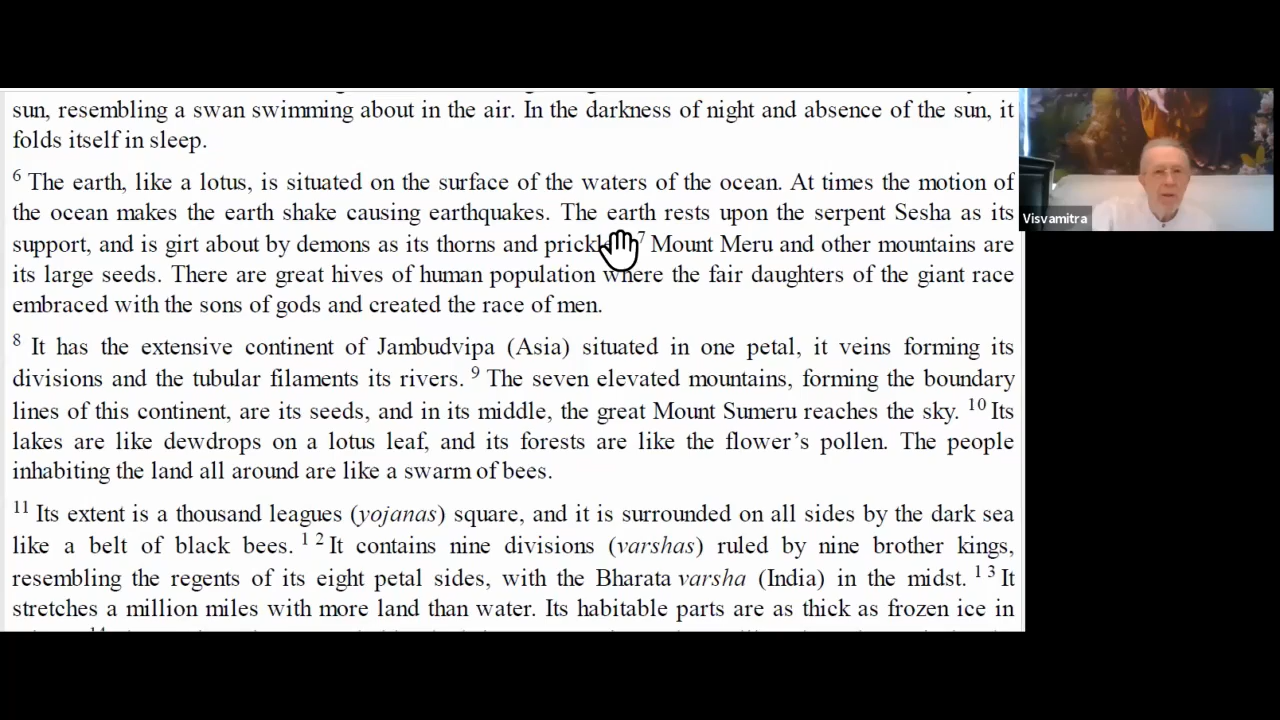 sun, resembling a swan swimming about in the air. In the darkness of night and absence of the sun, it
folds itself in sleep.
6 The earth, like a lotus, is situated on the surface of the waters of the ocean. At times the motion of
the ocean makes the earth shake causing earthquakes. The earth rests upon the serpent Sesha as its
support, and is girt about by demons as its thorns and 7 Mount Meru and other mountains are
its large seeds. There are great hives of human population where the fair daughters of the giant race
embraced with the sons of gods and created the race of men.
8 It has the extensive continent of Jambudvipa (Asia) situated in one petal, it veins forming its
divisions and the tubular filaments its rivers. 9 The seven elevated mountains, forming the boundary
lines of this continent, are its seeds, and in its middle, the great Mount Sumeru reaches the sky. 10 Its
lakes are like dewdrops on a lotus leaf, and its forests are like the flower’s pollen. The people
inhabiting the land all around are like a swarm of bees.
11 Its extent is a thousand leagues (yojanas) square, and it is surrounded on all sides by the dark sea
like a belt of black bees. 12 It contains nine divisions (varshas) ruled by nine brother kings,
resembling the regents of its eight petal sides, with the Bharata varsha (India) in the midst. 13 It
stretches a million miles with more land than water. Its habitable parts are as thick as frozen ice in
Visvamitra